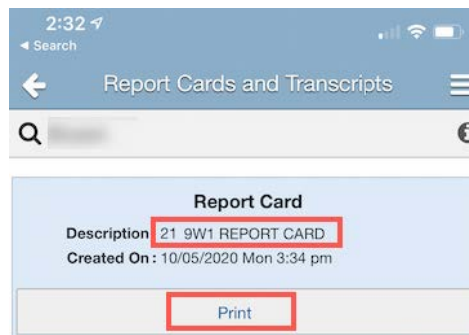 2:32
◀ Search
Report Cards and Transcripts
Report Card
Description 21 9W1 REPORT CARD
Created On : 10/05/2020 Mon 3:34 pm
Print